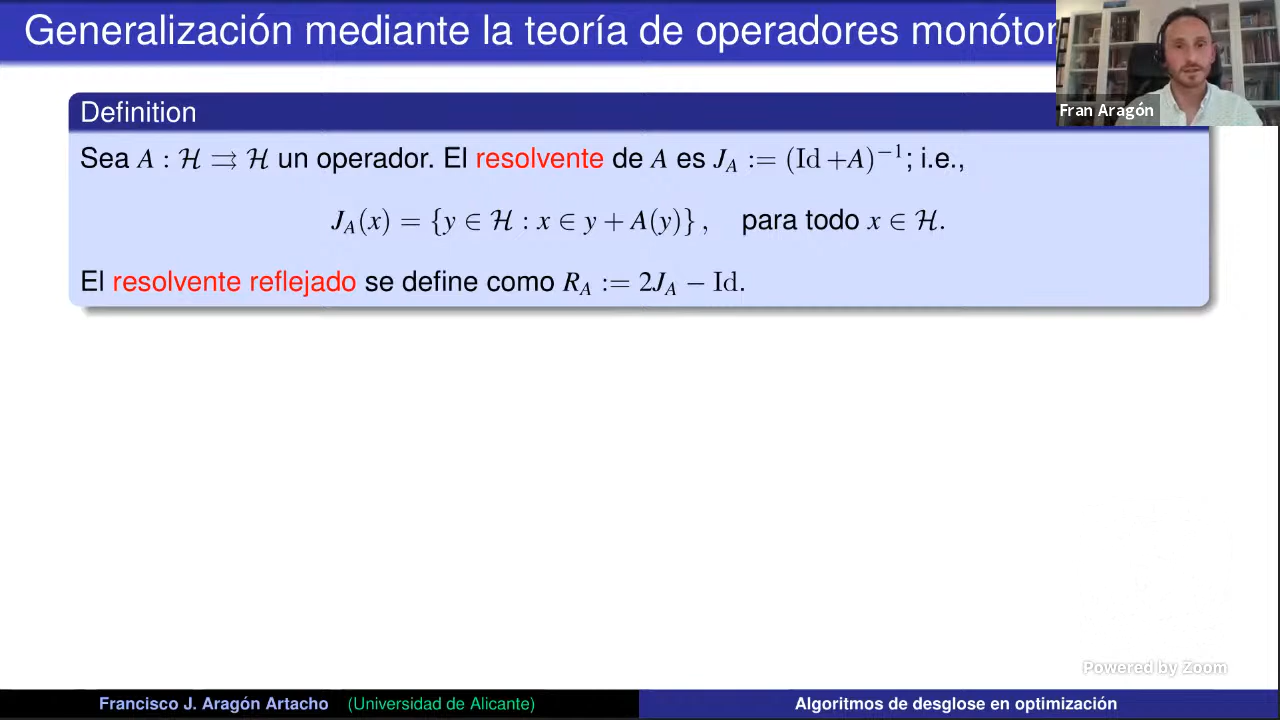 Generalización mediante la teoría de operadores monóto
Fran Aragón
Definition
Sea A : ℋ ⇉ ℋ un operador. El resolvente de A es J_A := (Id +A)⁻¹; i.e.,
J_A(x) = {y ∈ ℋ : x ∈ y + A(y)} , para todo x ∈ ℋ.
El resolvente reflejado se define como R_A := 2J_A − Id.
Powered by Zoom
Francisco J. Aragón Artacho (Universidad de Alicante) Algoritmos de desglose en optimización